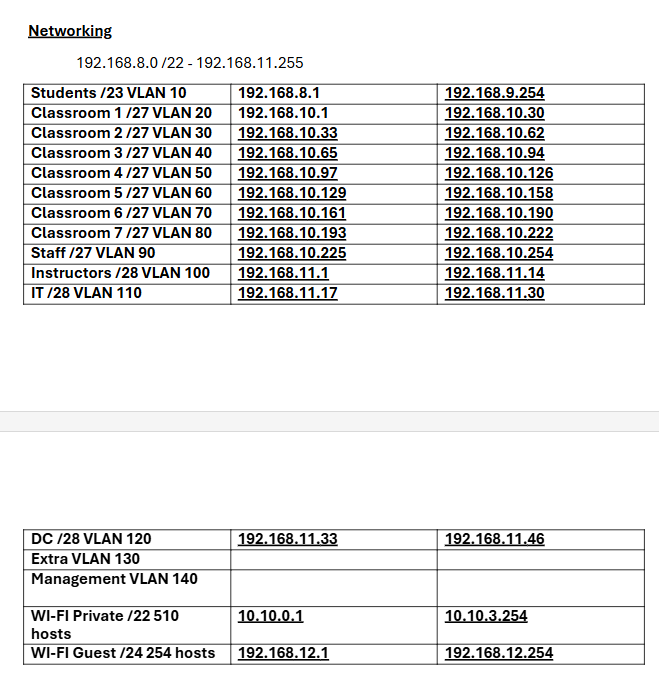 Networking
192.168.8.0 /22 - 192.168.11.255
Students /23 VLAN 10 192.168.8.1 192.168.9.254
Classroom 1 /27 VLAN 20 192.168.10.1 192.168.10.30
Classroom 2 /27 VLAN 30 192.168.10.33 192.168.10.62
Classroom 3 /27 VLAN 40 192.168.10.65 192.168.10.94
Classroom 4 /27 VLAN 50 192.168.10.97 192.168.10.126
Classroom 5 /27 VLAN 60 192.168.10.129 192.168.10.158
Classroom 6 /27 VLAN 70 192.168.10.161 192.168.10.190
Classroom 7 /27 VLAN 80 192.168.10.193 192.168.10.222
Staff /27 VLAN 90 192.168.10.225 192.168.10.254
Instructors /28 VLAN 100 192.168.11.1 192.168.11.14
IT /28 VLAN 110 192.168.11.17 192.168.11.30
DC /28 VLAN 120 192.168.11.33 192.168.11.46
Extra VLAN 130
Management VLAN 140
WI-FI Private /22 510 10.10.0.1 10.10.3.254
hosts
WI-FI Guest /24 254 hosts 192.168.12.1 192.168.12.254